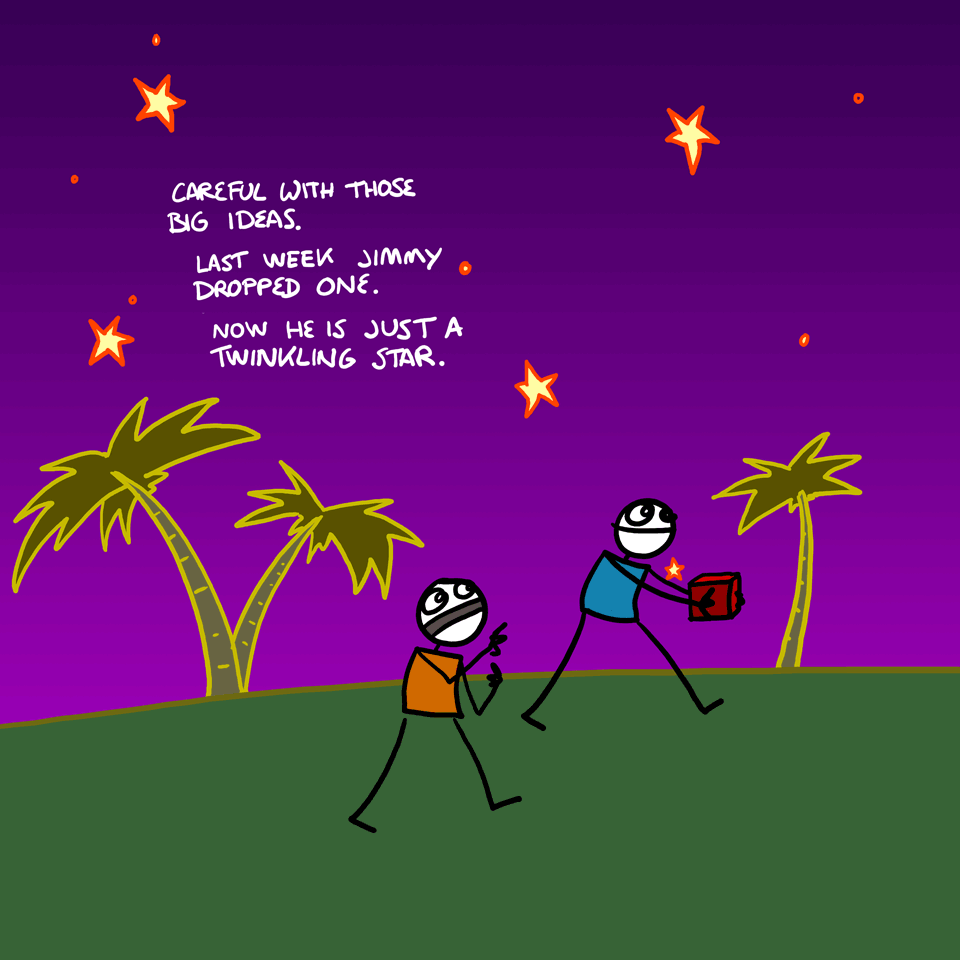 CAREFUL WITH THOSE
BIG IDEAS.
LAST WEEK JIMMY
DROPPED ONE.
NOW HE IS JUST A
TWINKLING STAR.